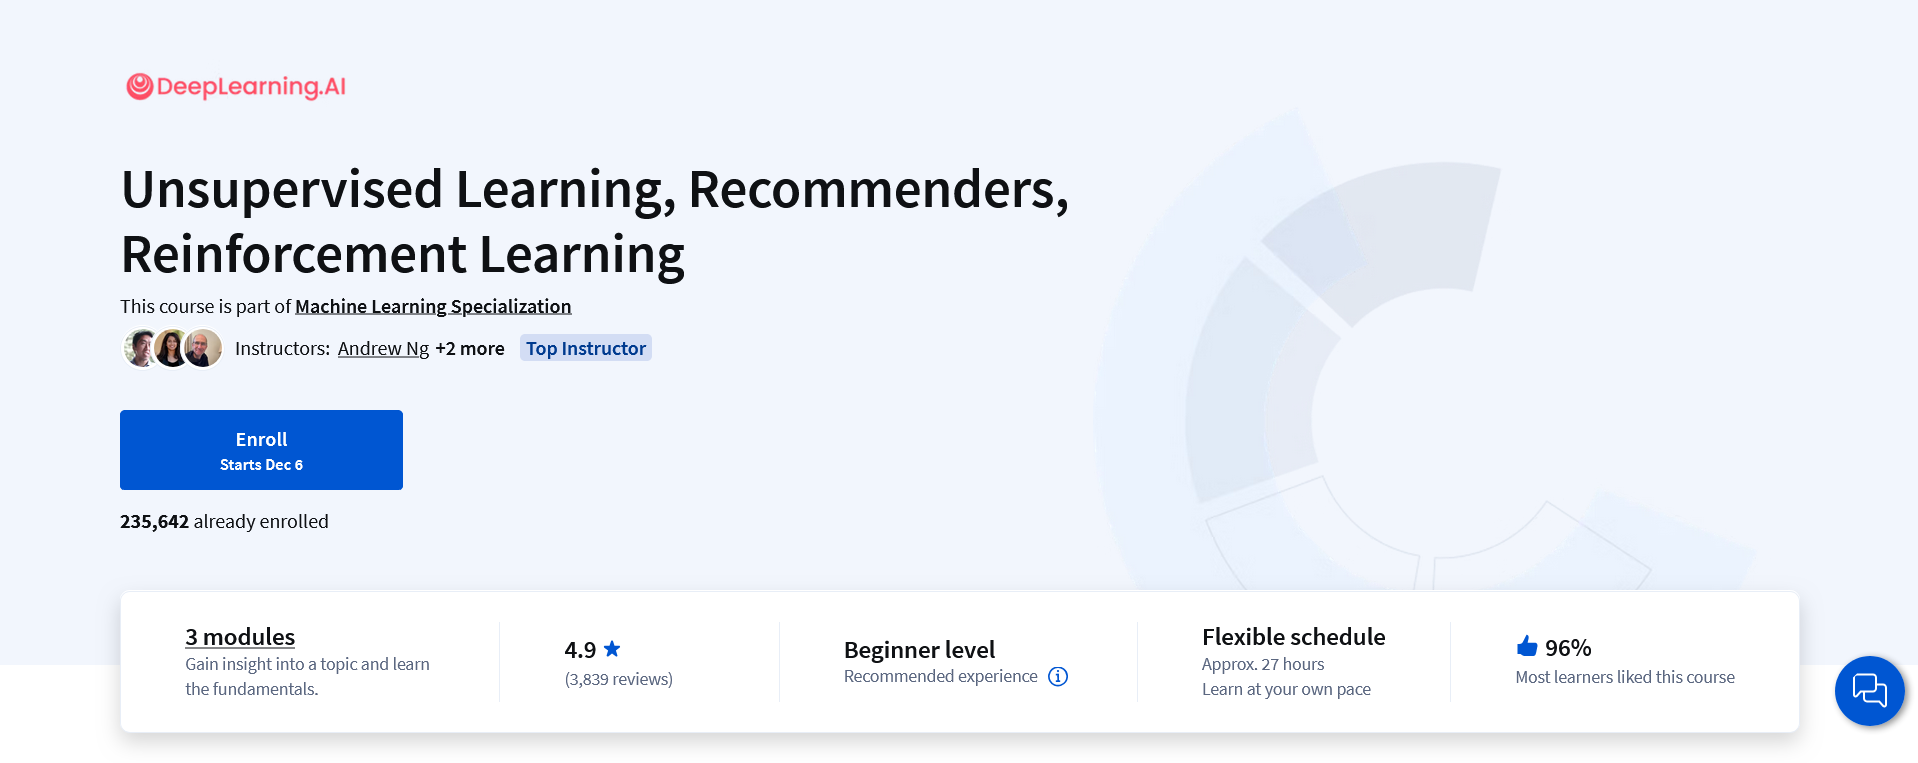 DeepLearning.AI
Unsupervised Learning, Recommenders,
Reinforcement Learning
This course is part of Machine Learning Specialization
Instructors: Andrew Ng +2 more Top Instructor
Enroll
Starts Dec 6
235,642 already enrolled
3 modules
Gain insight into a topic and learn
the fundamentals.
4.9
(3,839 reviews)
Beginner level
Recommended experience
Flexible schedule
Approx. 27 hours
Learn at your own pace
96%
Most learners liked this course